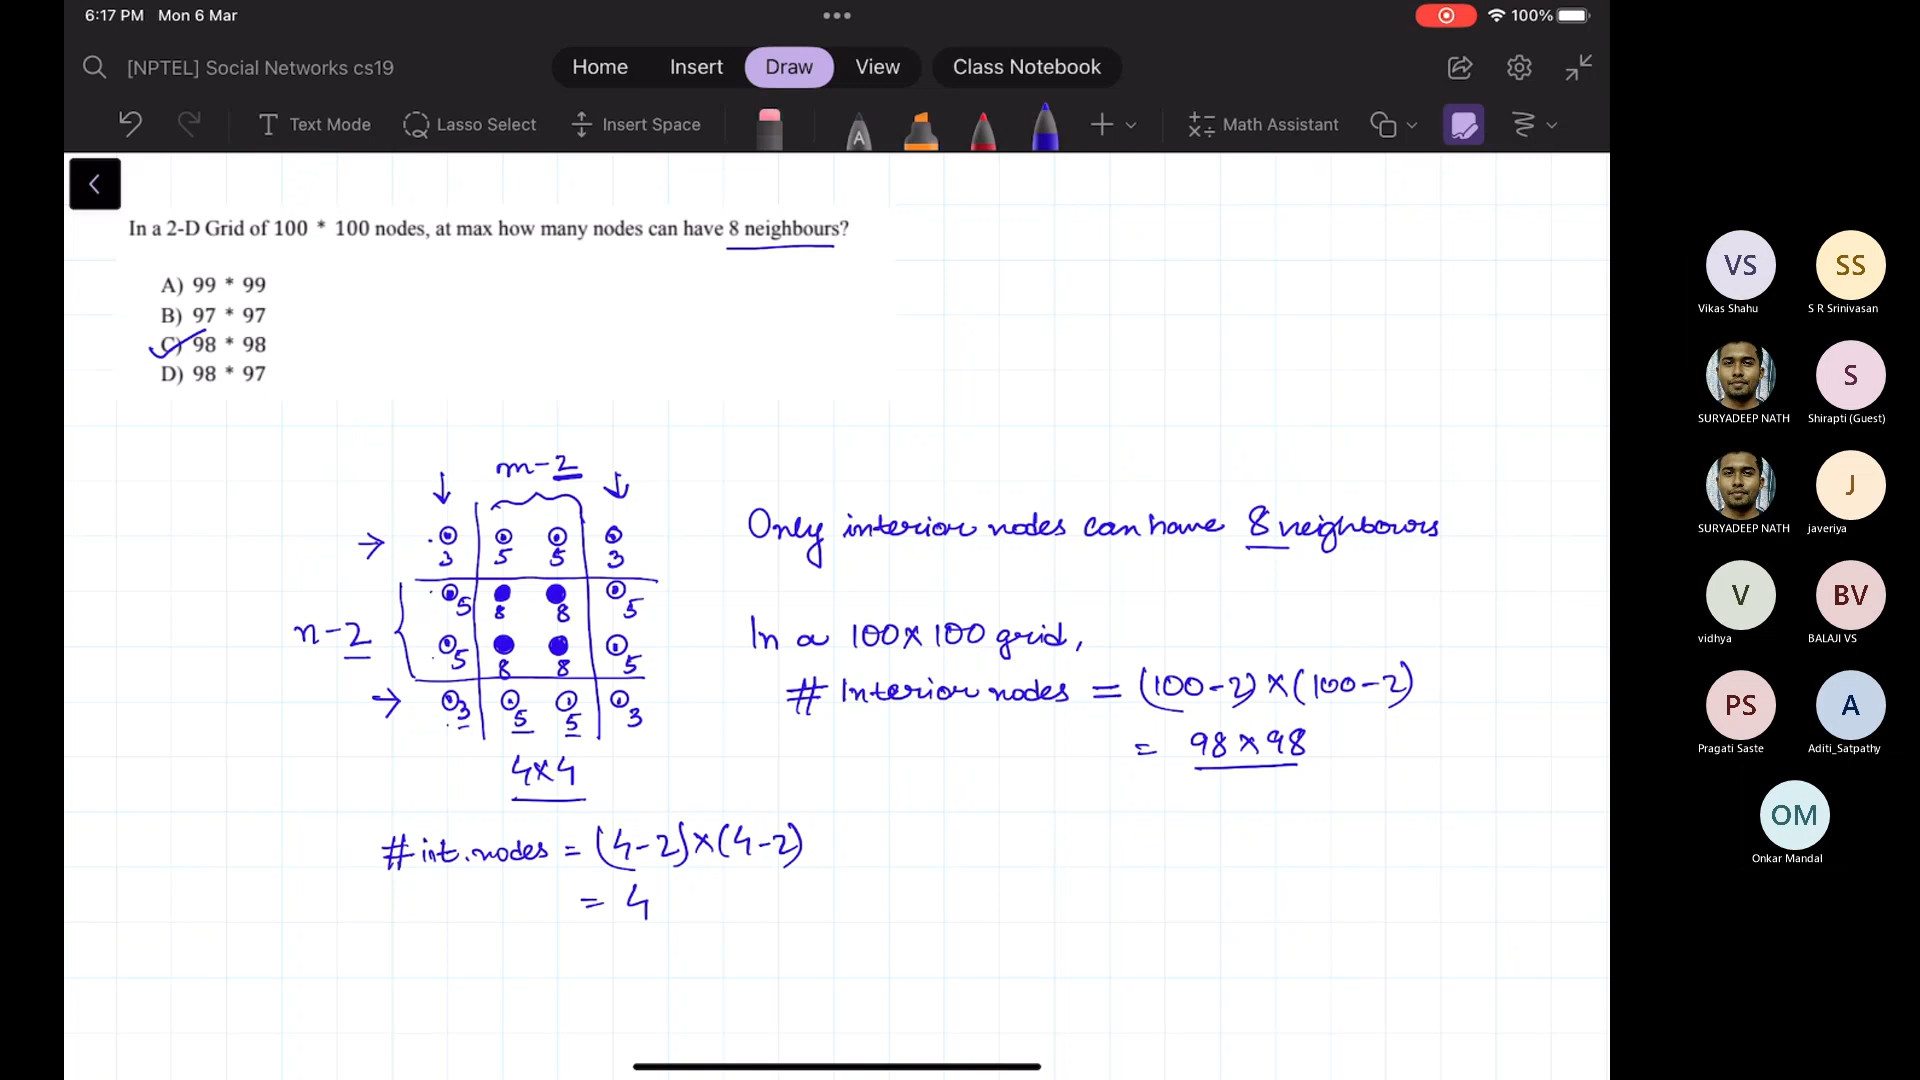 6:17 PM Mon 6 Mar
100%
[NPTEL] Social Networks cs19
Home Insert Draw View Class Notebook
Text Mode Lasso Select Insert Space A Math Assistant
In a 2-D Grid of 100 * 100 nodes, at max how many nodes can have 8 neighbours?
A) 99 * 99
B) 97 * 97
C) 98 * 98
D) 98 * 97
m-2
3 5 5 3
5 8 8 5
n-2
5 8 8 5
3 5 5 3
4x4
#int.nodes = (4-2)x(4-2)
= 4
Only interior nodes can have 8 neighbours
In a 100x100 grid,
# Interior nodes = (100-2)x(100-2)
= 98x98
VS SS
Vikas Shahu S R Srinivasan
S
SURYADEEP NATH Shirapti (Guest)
J
SURYADEEP NATH javeriya
V BV
vidhya BALAJI VS
PS A
Pragati Saste Aditi_Satpathy
OM
Onkar Mandal